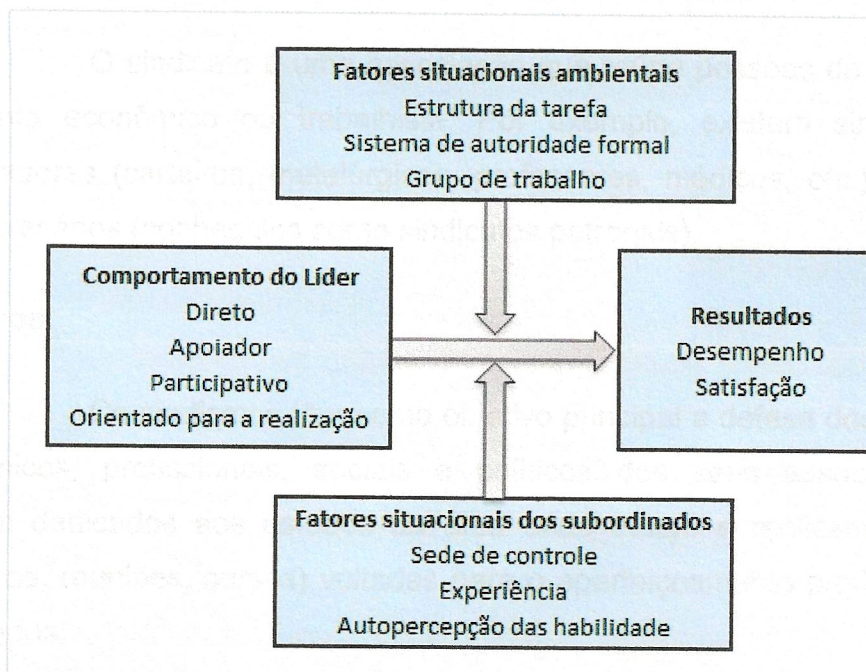 Fatores situacionais ambientais
Estrutura da tarefa
Sistema de autoridade formal
Grupo de trabalho
Comportamento do Líder
Direto
Apoiador
Participativo
Orientado para a realização
Resultados
Desempenho
Satisfação
Fatores situacionais dos subordinados
Sede de controle
Experiência
Autopercepção das habilidade